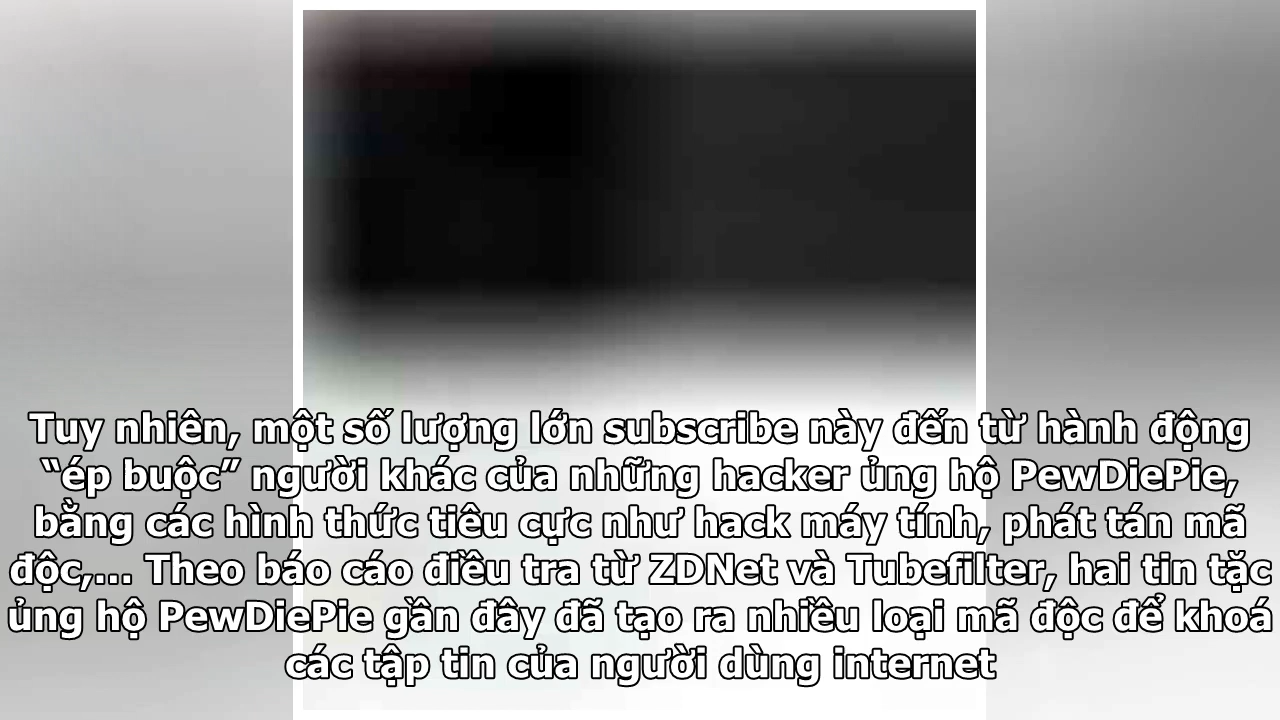 Tuy nhiên, một số lượng lớn subscribe này đến từ hành động
“ép buộc” người khác của những hacker ủng hộ PewDiePie,
bằng các hình thức tiêu cực như hack máy tính, phát tán mã
độc,... Theo báo cáo điều tra từ ZDNet và Tubefilter, hai tin tặc
ủng hộ PewDiePie gần đây đã tạo ra nhiều loại mã độc để khoá
các tập tin của người dùng internet